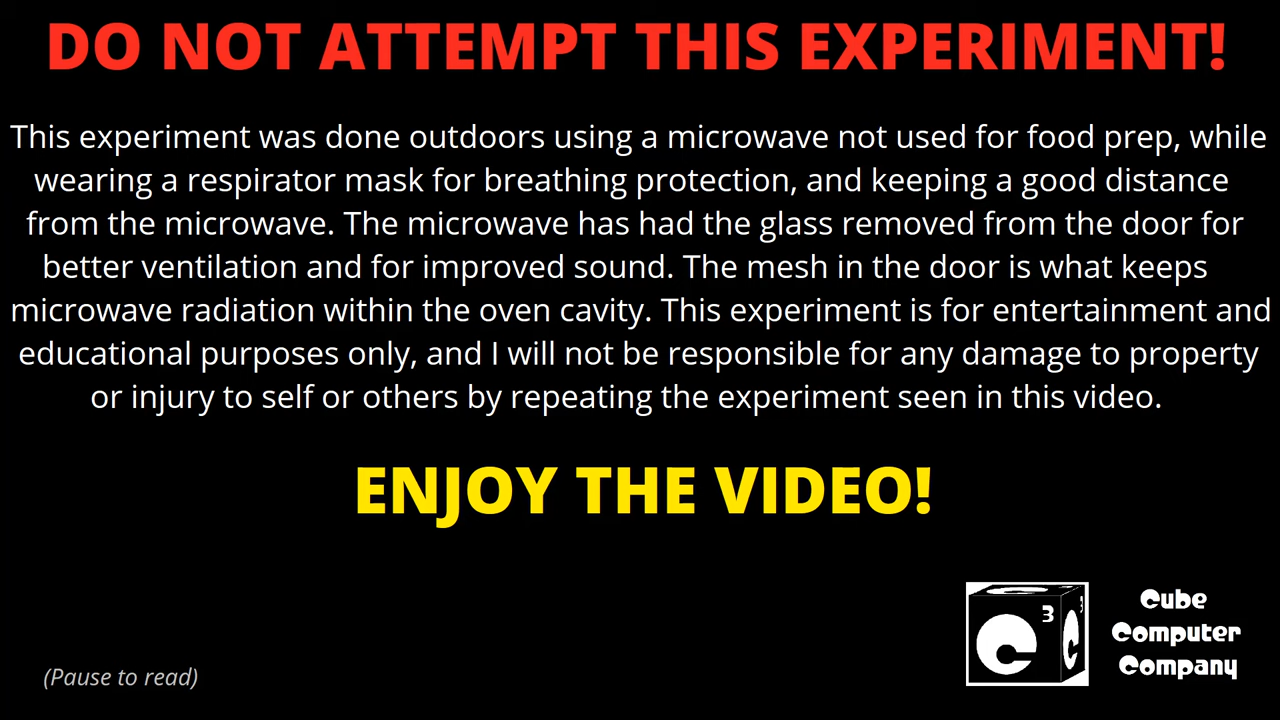 DO NOT ATTEMPT THIS EXPERIMENT!
This experiment was done outdoors using a microwave not used for food prep, while
wearing a respirator mask for breathing protection, and keeping a good distance
from the microwave. The microwave has had the glass removed from the door for
better ventilation and for improved sound. The mesh in the door is what keeps
microwave radiation within the oven cavity. This experiment is for entertainment and
educational purposes only, and I will not be responsible for any damage to property
or injury to self or others by repeating the experiment seen in this video.
ENJOY THE VIDEO!
C 3 C 3
Cube
Computer
Company
(Pause to read)